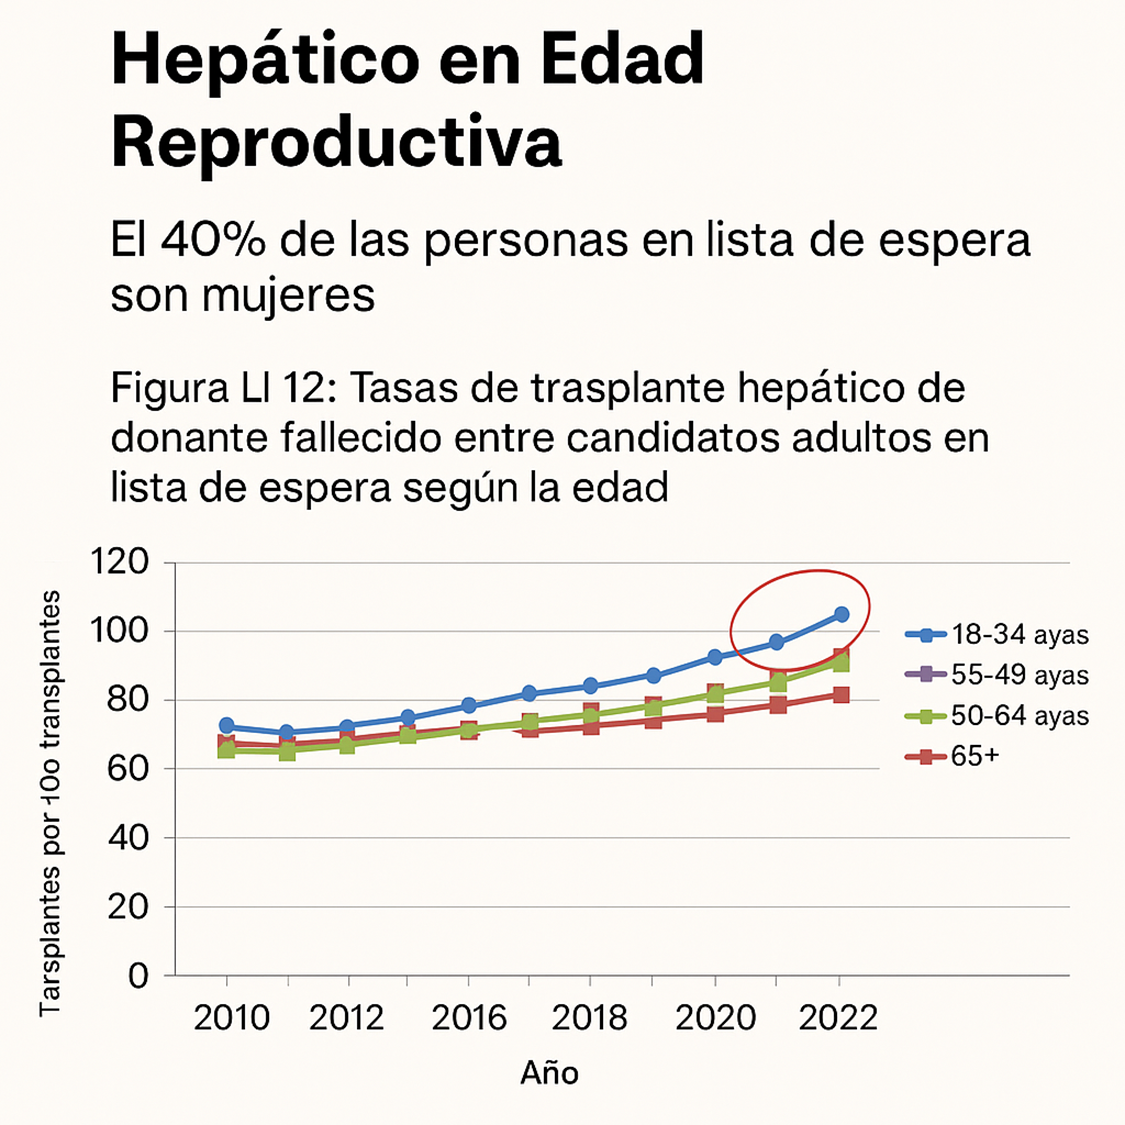 Hepático en Edad
Reproductiva
El 40% de las personas en lista de espera
son mujeres
Figura LI 12: Tasas de trasplante hepático de
donante fallecido entre candidatos adultos en
lista de espera según la edad
Tarsplantes por 100 transplantes
120
100
80
60
40
20
0
18-34 ayas
55-49 ayas
50-64 ayas
65+
2010 2012 2016 2018 2020 2022
Año